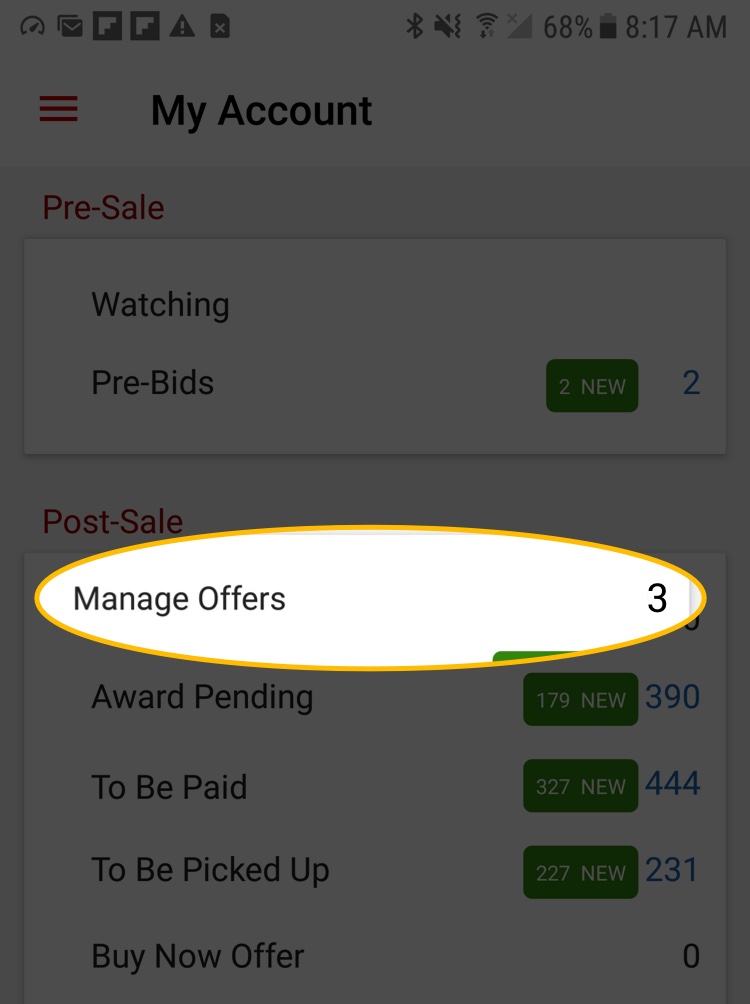 68% 8:17 AM
My Account
Pre-Sale
Watching
Pre-Bids 2 NEW 2
Post-Sale
Manage Offers 3
Award Pending 179 NEW 390
To Be Paid 327 NEW 444
To Be Picked Up 227 NEW 231
Buy Now Offer 0